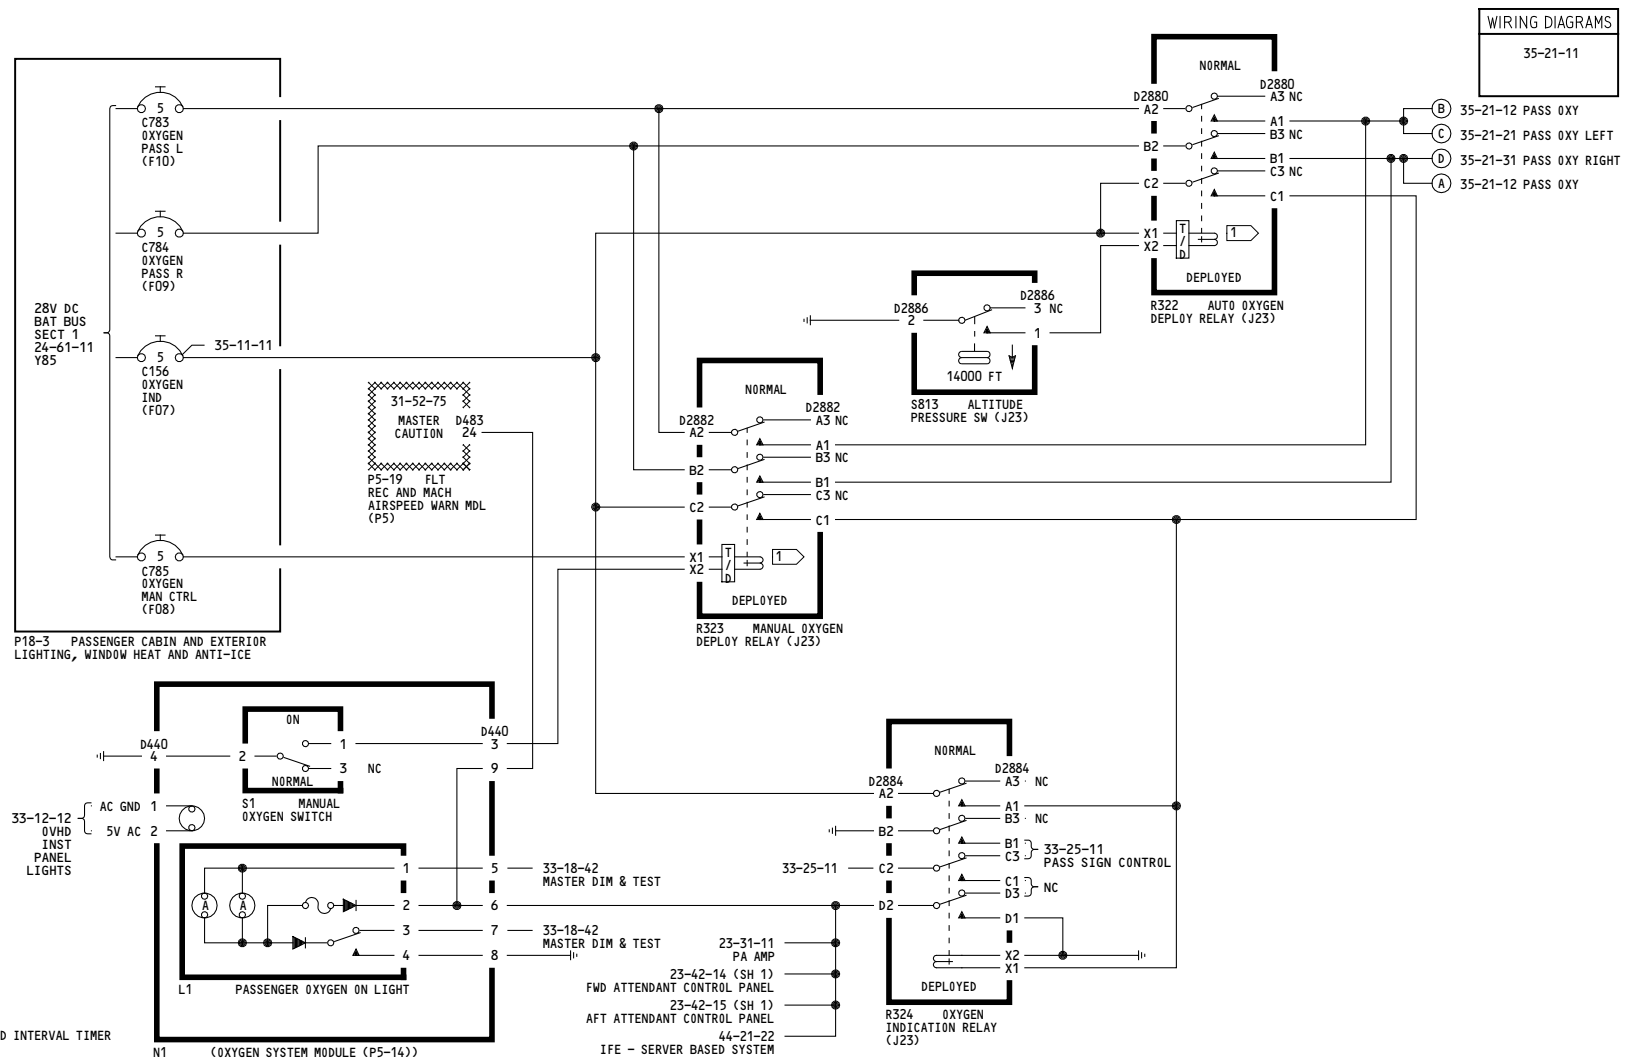 WIRING DIAGRAMS
35-21-11
5
C783
OXYGEN
PASS L
(F10)
5
C784
OXYGEN
PASS R
(F09)
28V DC
BAT BUS
SECT 1
24-61-11
Y85
5
35-11-11
C156
OXYGEN
IND
(F07)
5
C785
OXYGEN
MAN CTRL
(F08)
P18-3 PASSENGER CABIN AND EXTERIOR
LIGHTING, WINDOW HEAT AND ANTI-ICE
31-52-75
MASTER
CAUTION
D483
24
P5-19 FLT
REC AND MACH
AIRSPEED WARN MDL
(P5)
NORMAL
D2880
D2880
A2
A3 NC
A1
B2
B3 NC
B1
C2
C3 NC
C1
X1
X2
T
/
D
1
DEPLOYED
R322 AUTO OXYGEN
DEPLOY RELAY (J23)
B 35-21-12 PASS OXY
C 35-21-21 PASS OXY LEFT
D 35-21-31 PASS OXY RIGHT
A 35-21-12 PASS OXY
D2886
D2886
2
3 NC
1
14000 FT
S813 ALTITUDE
PRESSURE SW (J23)
NORMAL
D2882
D2882
A2
A3 NC
A1
B2
B3 NC
B1
C2
C3 NC
C1
X1
X2
T
/
D
1
DEPLOYED
R323 MANUAL OXYGEN
DEPLOY RELAY (J23)
ON
D440
D440
4
2
1
3
3 NC
9
NORMAL
S1 MANUAL
OXYGEN SWITCH
33-12-12
OVHD
INST
PANEL
LIGHTS
AC GND 1
5V AC 2
A
A
1
5
33-18-42
MASTER DIM & TEST
2
6
3
7
33-18-42
MASTER DIM & TEST
4
8
L1 PASSENGER OXYGEN ON LIGHT
D INTERVAL TIMER
N1 (OXYGEN SYSTEM MODULE (P5-14))
23-31-11
PA AMP
23-42-14 (SH 1)
FWD ATTENDANT CONTROL PANEL
23-42-15 (SH 1)
AFT ATTENDANT CONTROL PANEL
44-21-22
IFE - SERVER BASED SYSTEM
NORMAL
D2884
D2884
A2
A3 NC
A1
B2
B3 NC
B1
33-25-11
C2
C3
33-25-11
PASS SIGN CONTROL
C1
D2
D3
NC
D1
X2
X1
DEPLOYED
R324 OXYGEN
INDICATION RELAY
(J23)